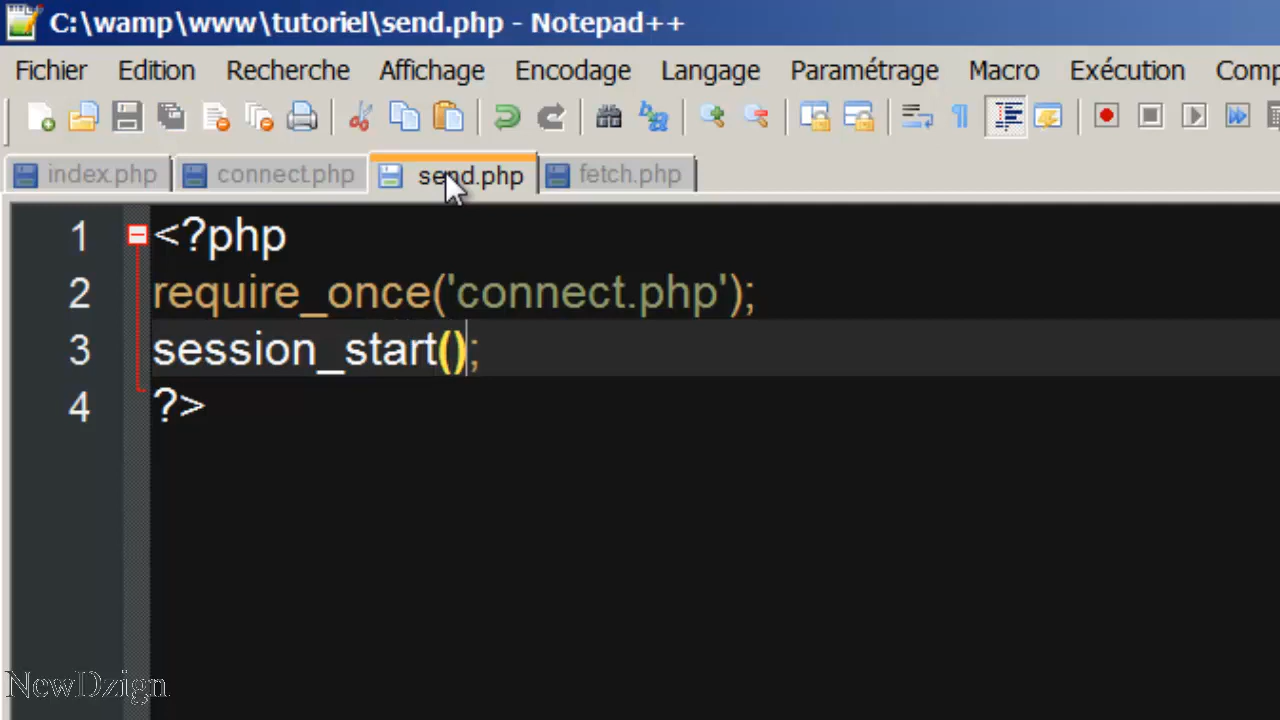 C:\wamp\www\tutoriel\send.php - Notepad++
Fichier Edition Recherche Affichage Encodage Langage Paramétrage Macro Exécution Comp
index.php connect.php send.php fetch.php
1 <?php
2 require_once('connect.php');
3 session_start();
4 ?>
NewDzign